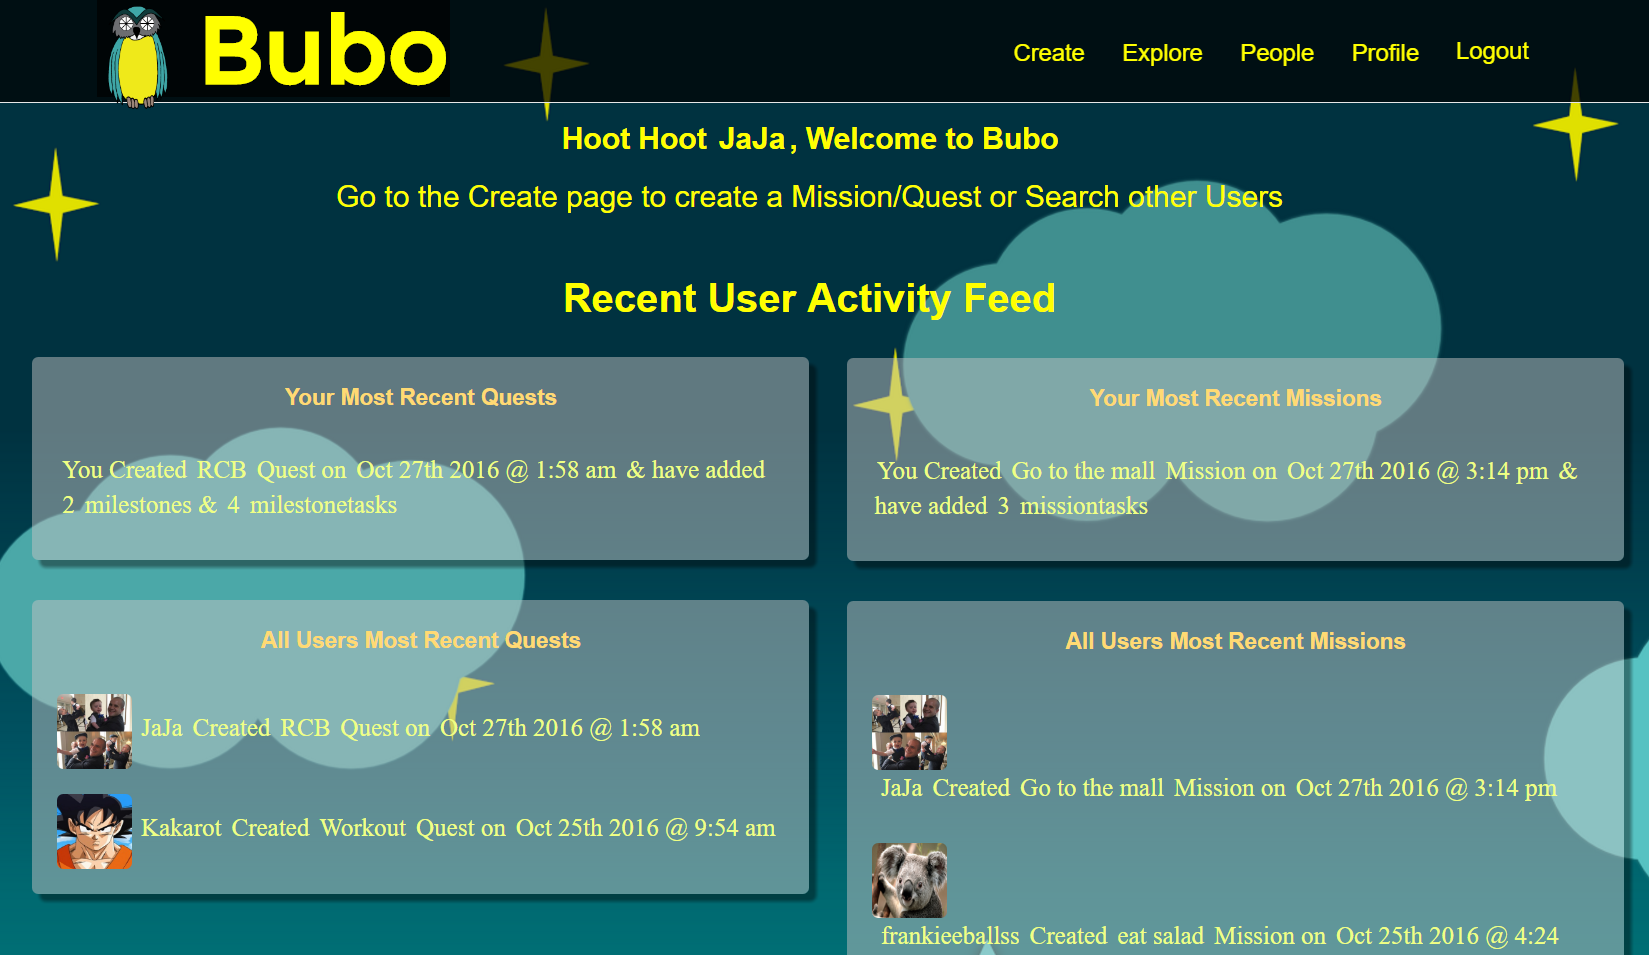 Bubo
Create Explore People Profile Logout
Hoot Hoot JaJa, Welcome to Bubo
Go to the Create page to create a Mission/Quest or Search other Users
Recent User Activity Feed
Your Most Recent Quests
You Created RCB Quest on Oct 27th 2016 @ 1:58 am & have added
2 milestones & 4 milestonetasks
Your Most Recent Missions
You Created Go to the mall Mission on Oct 27th 2016 @ 3:14 pm &
have added 3 missiontasks
All Users Most Recent Quests
JaJa Created RCB Quest on Oct 27th 2016 @ 1:58 am
Kakarot Created Workout Quest on Oct 25th 2016 @ 9:54 am
All Users Most Recent Missions
JaJa Created Go to the mall Mission on Oct 27th 2016 @ 3:14 pm
frankieeballss Created eat salad Mission on Oct 25th 2016 @ 4:24